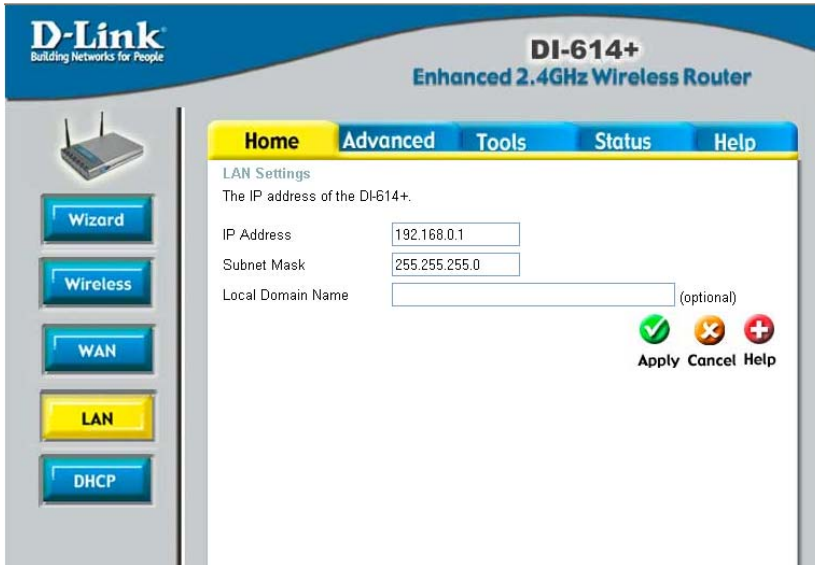 D-Link
Building Networks for People
DI-614+
Enhanced 2.4GHz Wireless Router
Home Advanced Tools Status Help
Wizard
Wireless
WAN
LAN
DHCP
LAN Settings
The IP address of the DI-614+.
IP Address 192.168.0.1
Subnet Mask 255.255.255.0
Local Domain Name (optional)
Apply Cancel Help